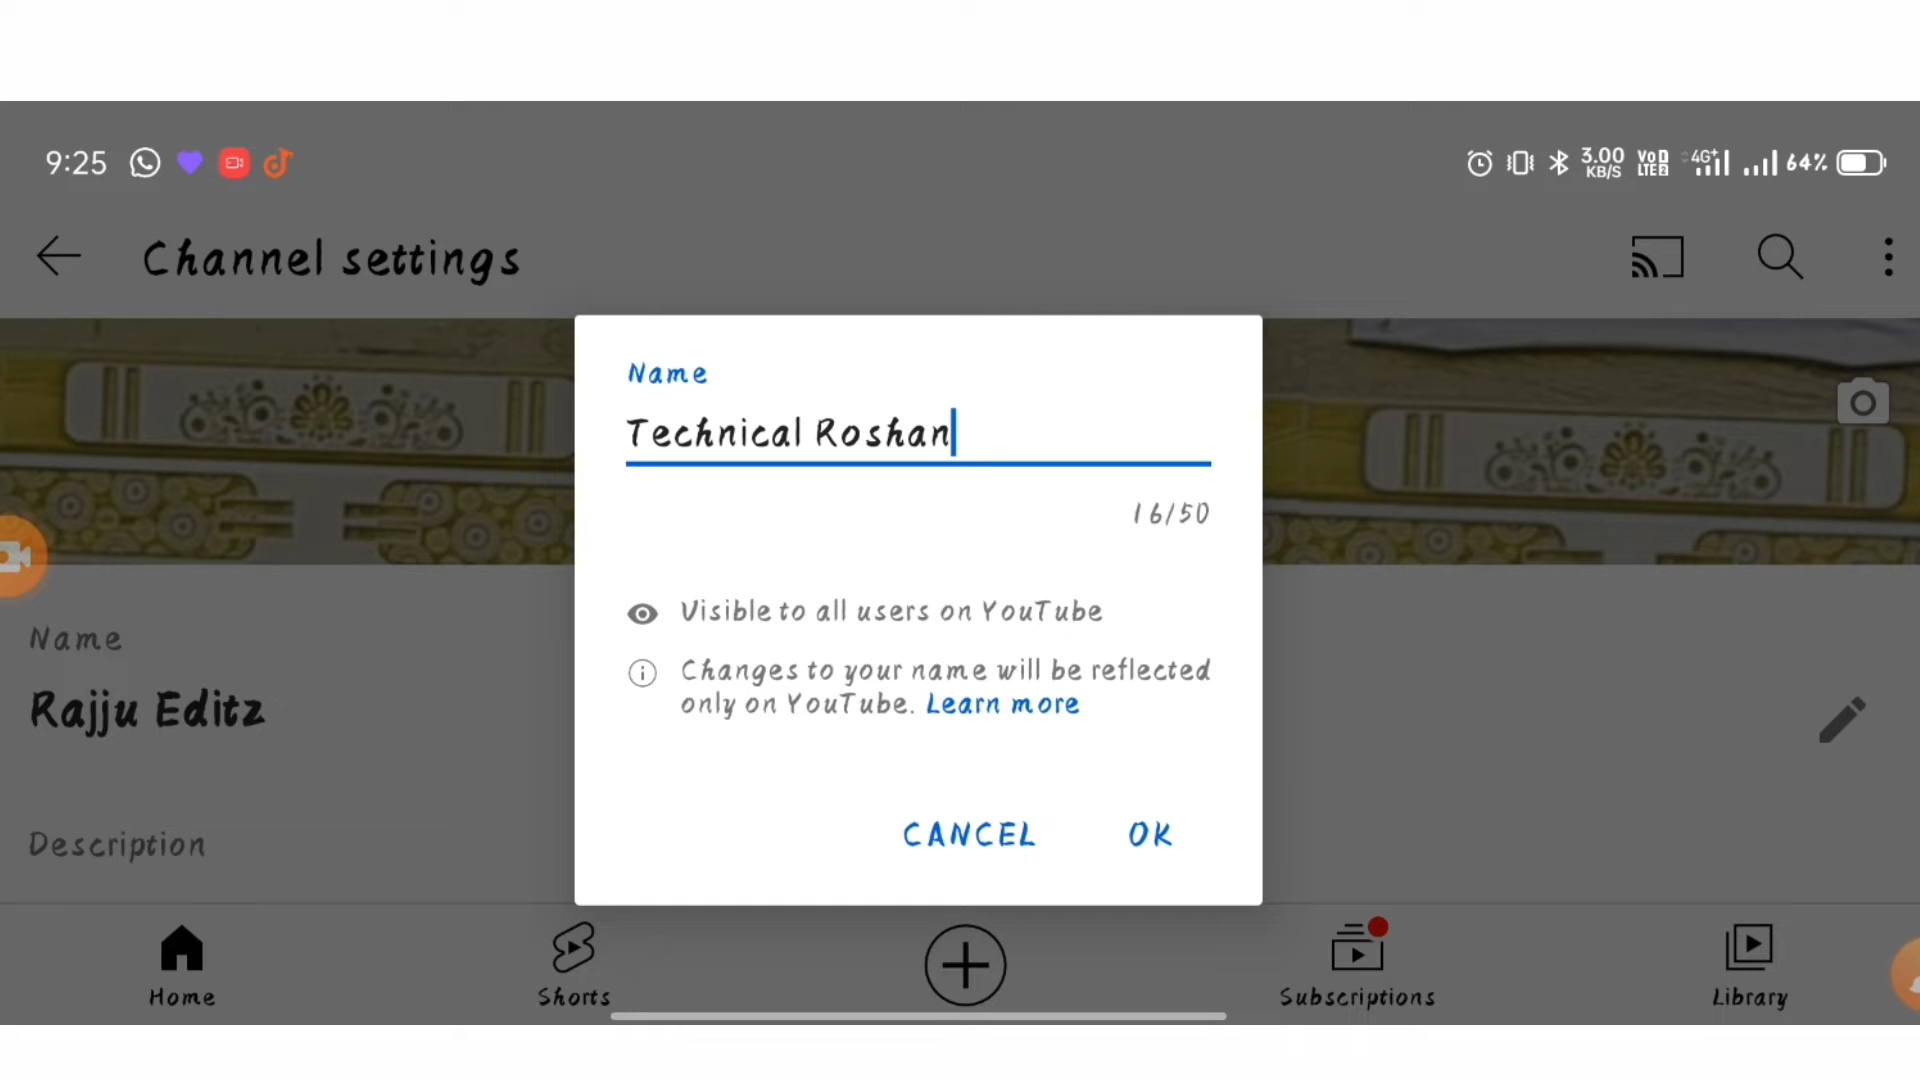 9:25
3.00 KB/S VoD LTE2 4G+ 64%
Channel settings
Name
Technical Roshan
16/50
Visible to all users on YouTube
Changes to your name will be reflected
only on YouTube. Learn more
CANCEL OK
Name
Rajju Editz
Description
Home Shorts Subscriptions Library